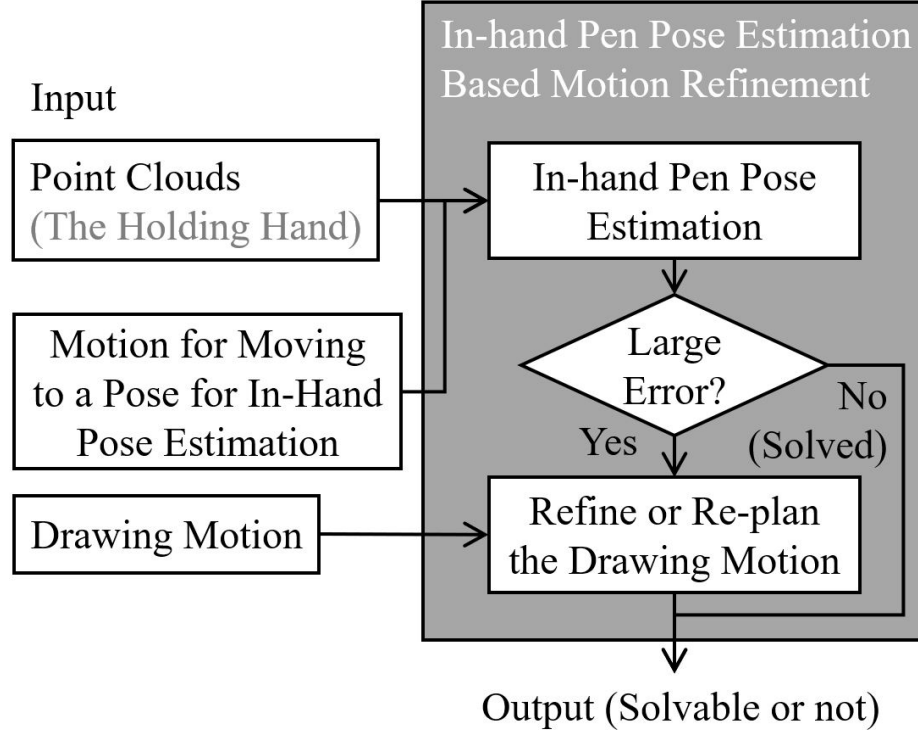 In-hand Pen Pose Estimation
Based Motion Refinement
Input
Point Clouds
(The Holding Hand)
In-hand Pen Pose
Estimation
Motion for Moving
to a Pose for In-Hand
Pose Estimation
Large
Error?
No
(Solved)
Yes
Drawing Motion
Refine or Re-plan
the Drawing Motion
Output (Solvable or not)